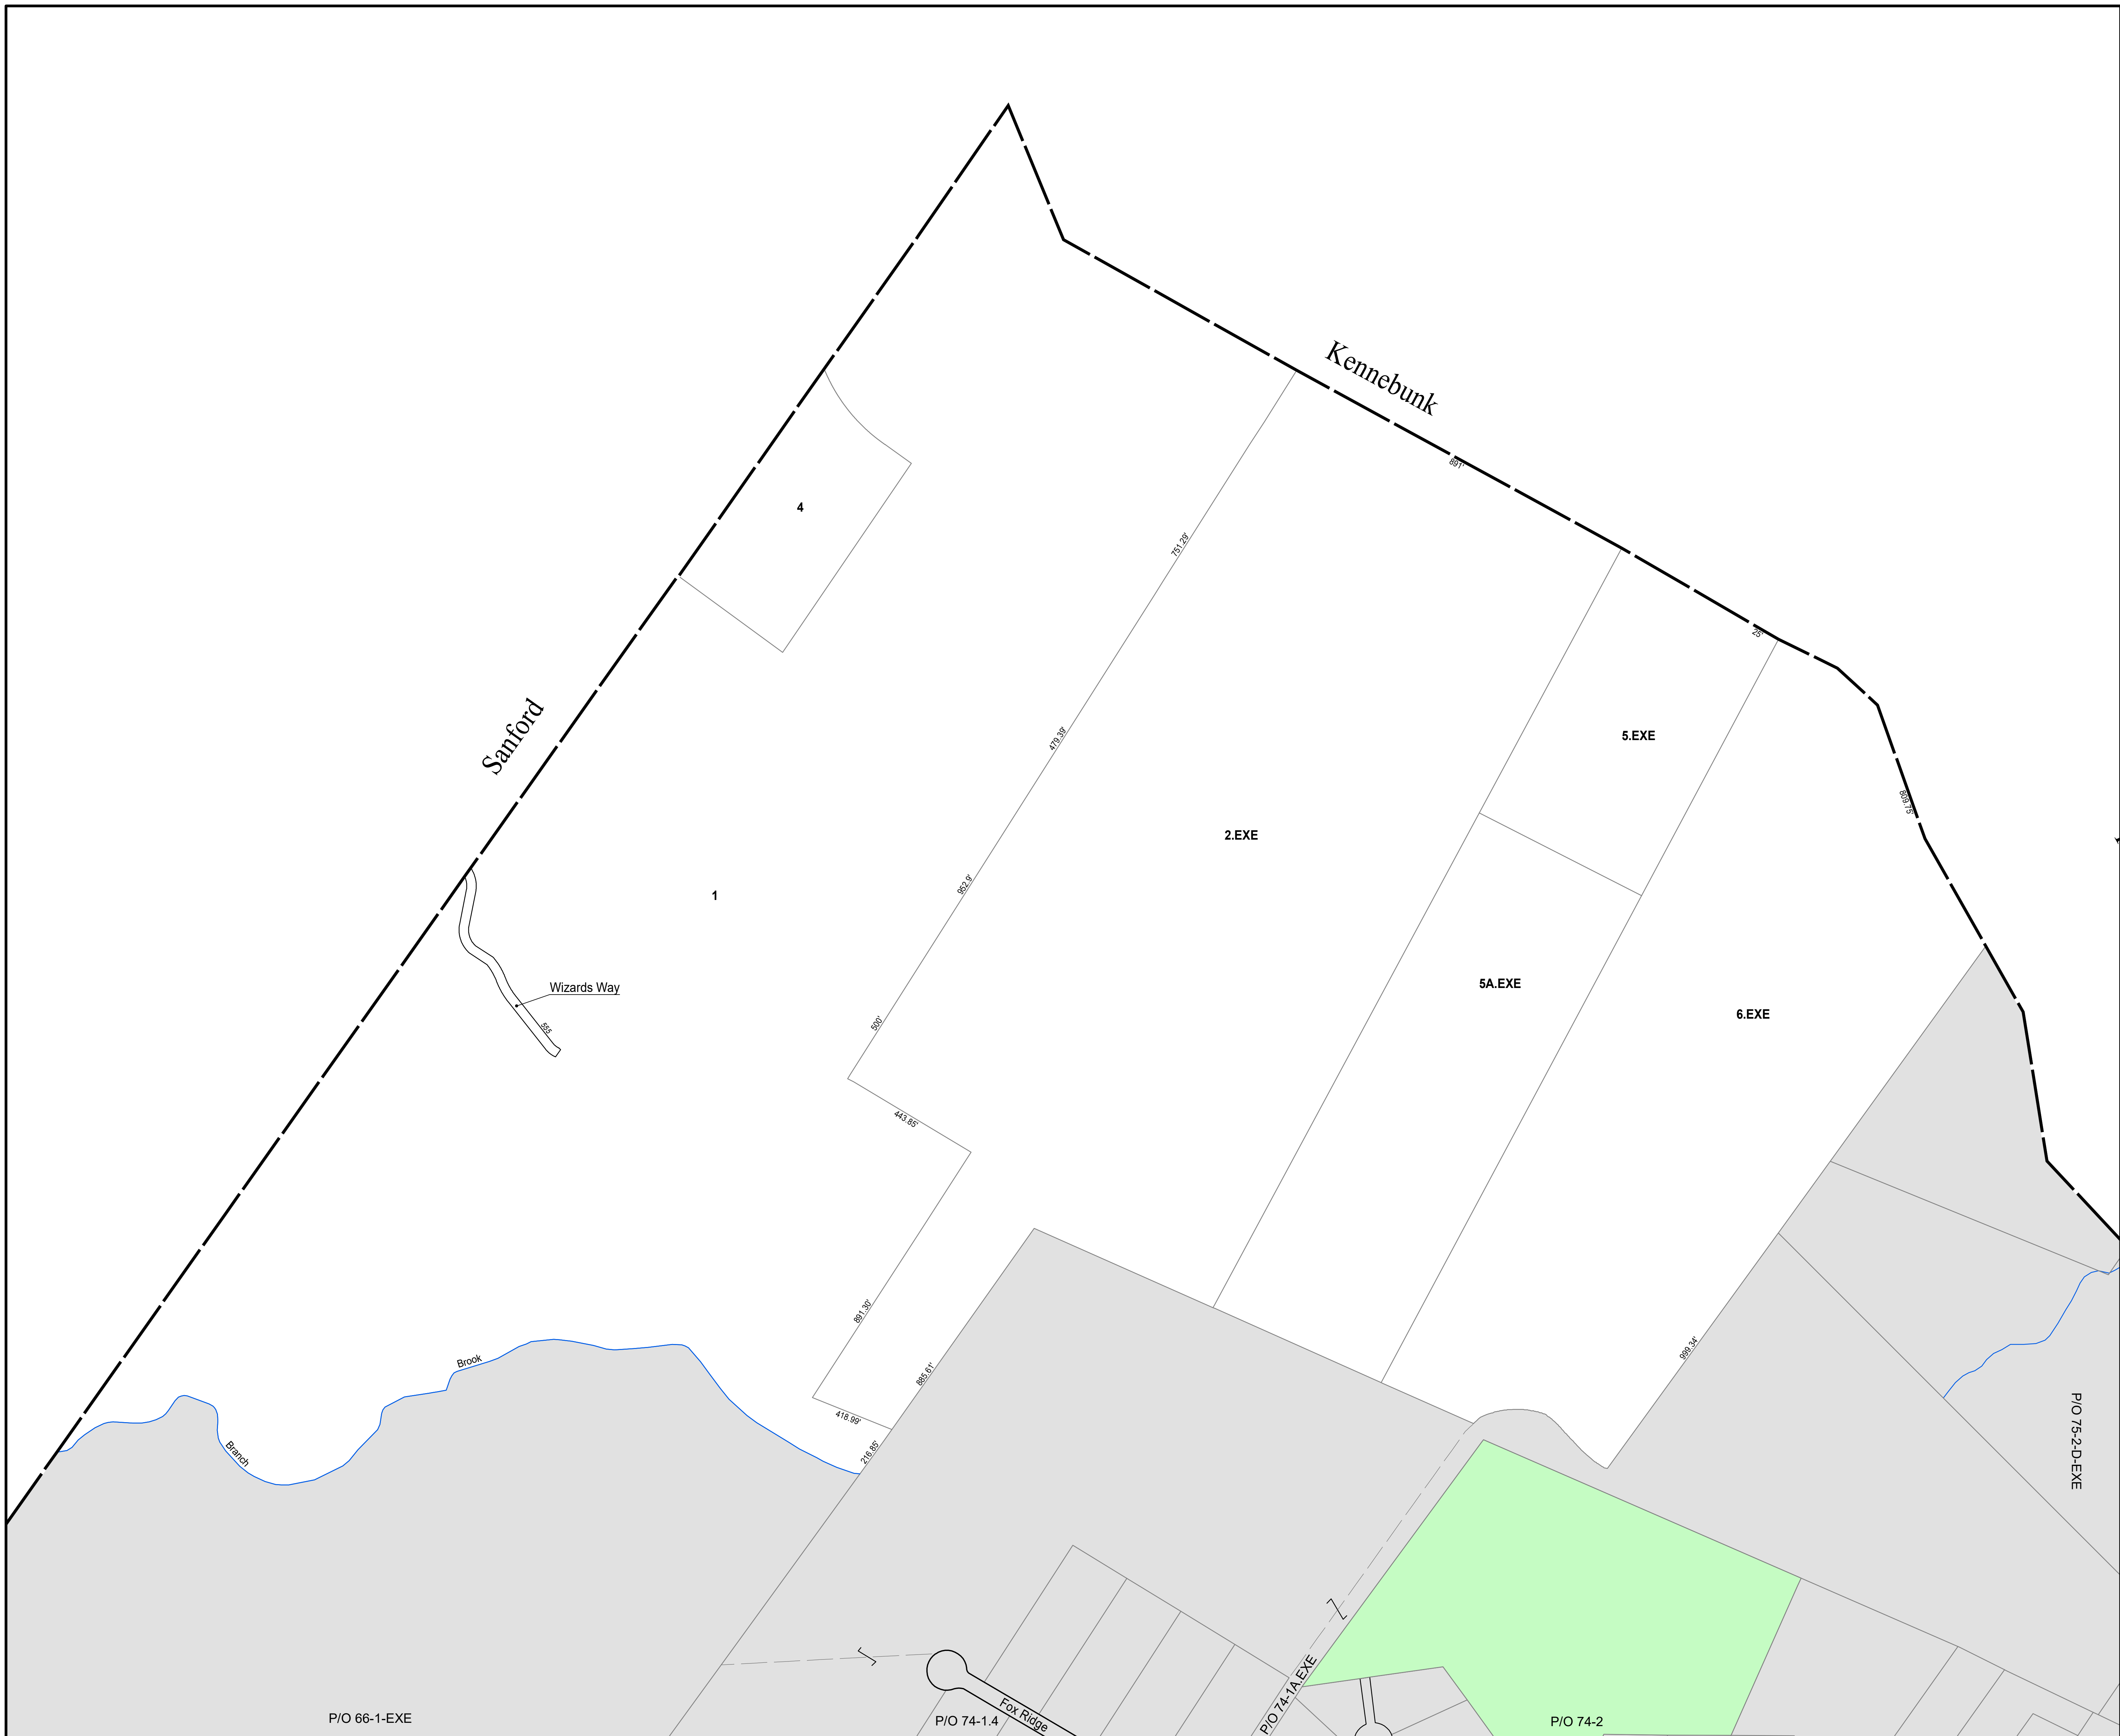 Kennebunk
891'
4
751.29'
25'
Sanford
5.EXE
479.39'
809.75'
2.EXE
952.9'
1
5A.EXE
Wizards Way
6.EXE
500'
555
443.85'
891.30'
999.34'
Brook
885.61'
418.99'
P/O 75-2-D-EXE
Branch
216.85'
P/O 74-1A.EXE
Fox Ridge
P/O 66-1-EXE
P/O 74-1.4
P/O 74-2